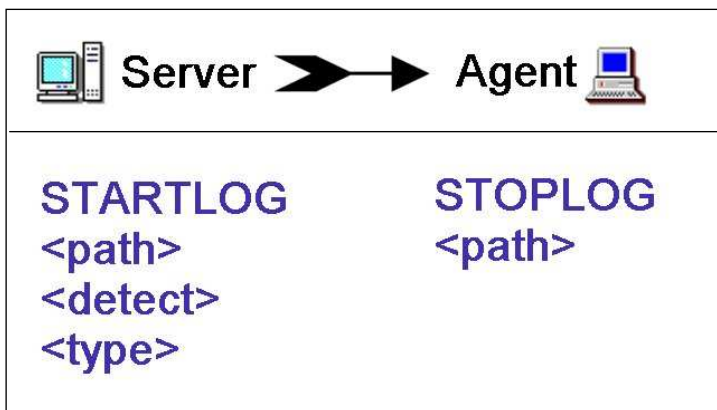 Server Agent
STARTLOG
<path>
<detect>
<type>
STOPLOG
<path>